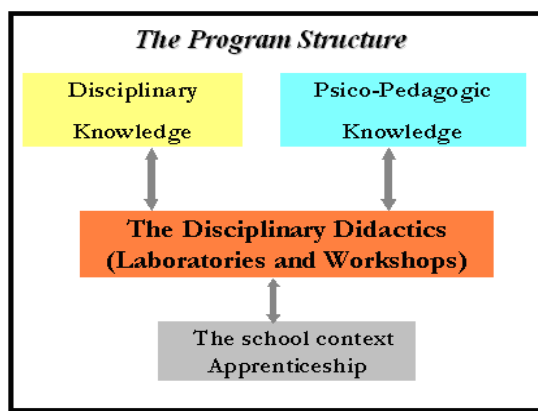 The Program Structure
Disciplinary
Knowledge
Psico-Pedagogic
Knowledge
The Disciplinary Didactics
(Laboratories and Workshops)
The school context
Apprenticeship